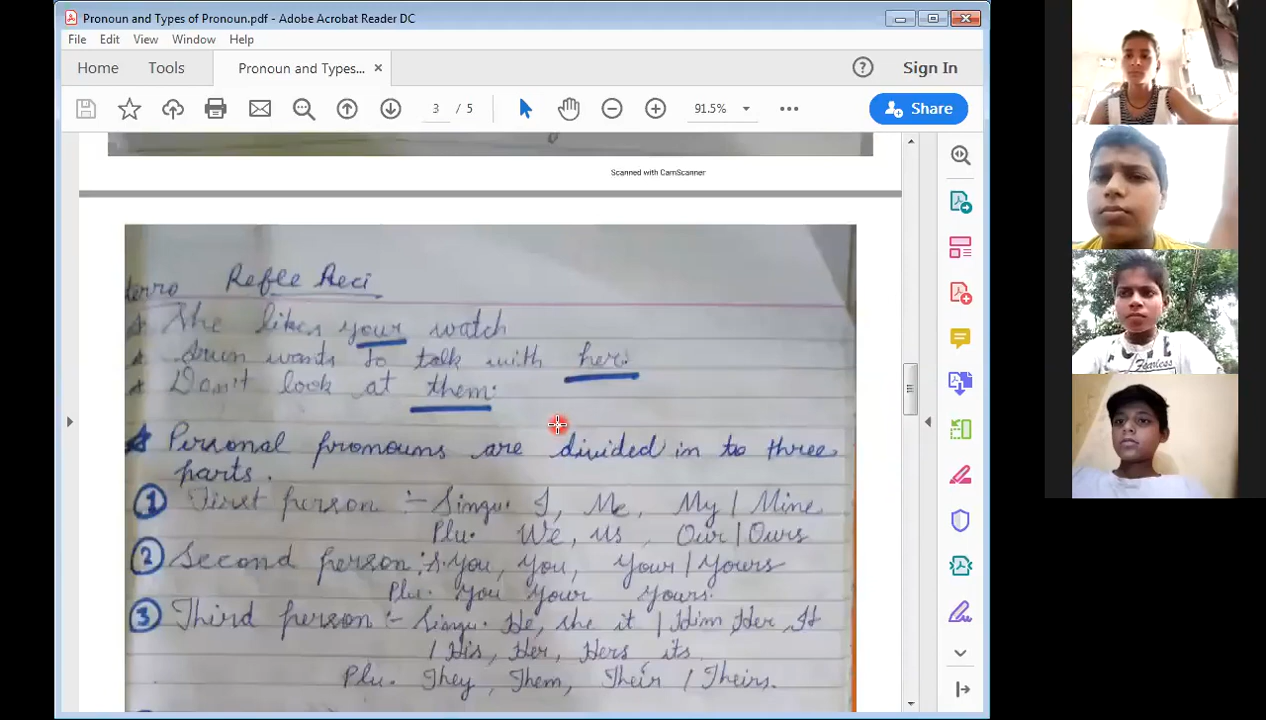 Pronoun and Types of Pronoun.pdf - Adobe Acrobat Reader DC
File Edit View Window Help
Home Tools Pronoun and Types... × Sign In
3 / 5 91.5% Share
Scanned with CamScanner
terro Refle Reci
She likes your watch
wants to talk with her.
Don't look at them.
Personal pronouns are divided in to three
parts.
1 First person :- Singu. I, Me, My / Mine
Plu. We, us, Our / Ours
2 Second person :S. you, you, your / yours
Plu. you your yours.
3 Third person :- Singu. He, she it / Him, Her, It
/ His, Her, Hers its
Plu. They, Them, Their / Theirs.
Fearless